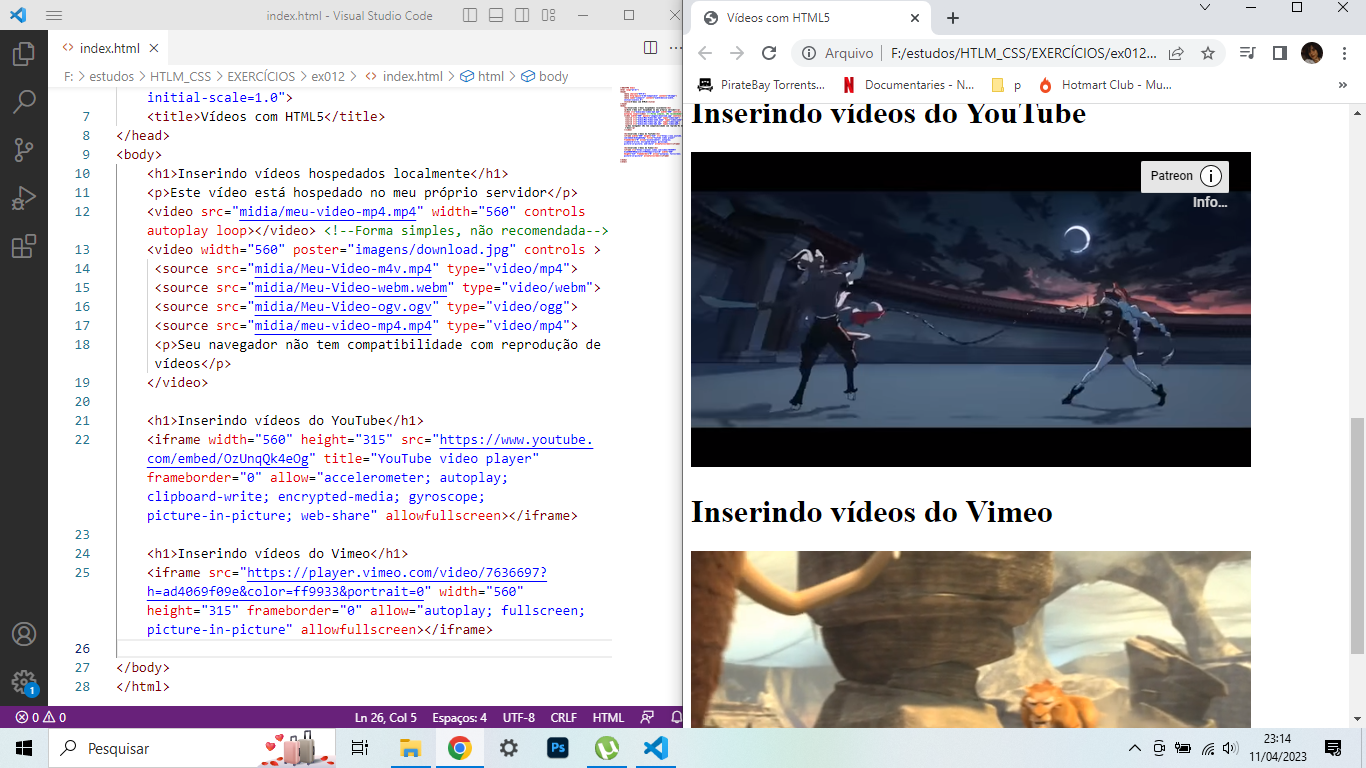 index.html - Visual Studio Code
index.html
F: > estudos > HTLM_CSS > EXERCÍCIOS > ex012 > index.html > html > body
initial-scale=1.0">
7 <title>Vídeos com HTML5</title>
8 </head>
9 <body>
10 <h1>Inserindo vídeos hospedados localmente</h1>
11 <p>Este vídeo está hospedado no meu próprio servidor</p>
12 <video src="midia/meu-video-mp4.mp4" width="560" controls
autoplay loop></video> <!--Forma simples, não recomendada-->
13 <video width="560" poster="imagens/download.jpg" controls >
14 <source src="midia/Meu-Video-m4v.mp4" type="video/mp4">
15 <source src="midia/Meu-Video-webm.webm" type="video/webm">
16 <source src="midia/Meu-Video-ogv.ogv" type="video/ogg">
17 <source src="midia/Meu-video-mp4.mp4" type="video/mp4">
18 <p>Seu navegador não tem compatibilidade com reprodução de
vídeos</p>
19 </video>
20
21 <h1>Inserindo vídeos do YouTube</h1>
22 <iframe width="560" height="315" src="https://www.youtube.
com/embed/OzUnqQk4eOg" title="YouTube video player"
frameborder="0" allow="accelerometer; autoplay;
clipboard-write; encrypted-media; gyroscope;
picture-in-picture; web-share" allowfullscreen></iframe>
23
24 <h1>Inserindo vídeos do Vimeo</h1>
25 <iframe src="https://player.vimeo.com/video/7636697?
h=ad4069f09e&color=ff9933&portrait=0" width="560"
height="315" frameborder="0" allow="autoplay; fullscreen;
picture-in-picture" allowfullscreen></iframe>
26
27 </body>
28 </html>
1
0 0 Ln 26, Col 5 Espaços: 4 UTF-8 CRLF HTML
Vídeos com HTML5
Arquivo F:/estudos/HTLM_CSS/EXERCÍCIOS/ex012...
PirateBay Torrents... Documentaries - N... p Hotmart Club - Mu...
Inserindo vídeos do YouTube
Patreon
Info...
Inserindo vídeos do Vimeo
Pesquisar
Ps
23:14
11/04/2023